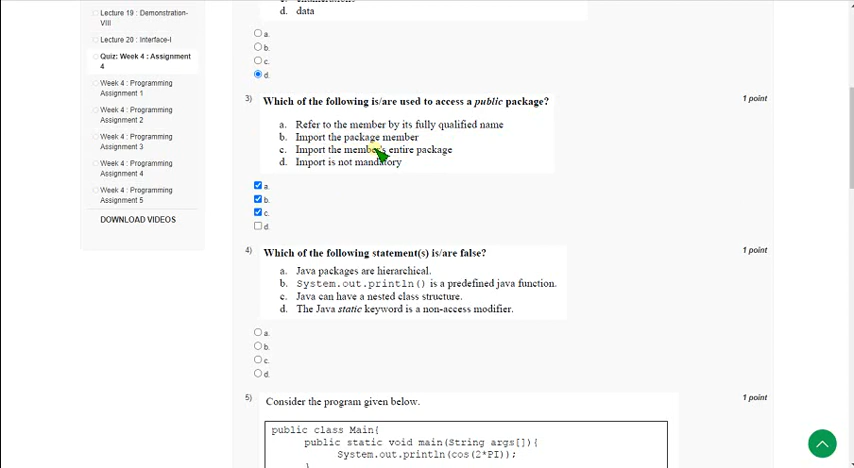 Lecture 19 : Demonstration-
VIII
Lecture 20 : Interface-I
Quiz: Week 4 : Assignment
4
Week 4 : Programming
Assignment 1
Week 4 : Programming
Assignment 2
Week 4 : Programming
Assignment 3
Week 4 : Programming
Assignment 4
Week 4 : Programming
Assignment 5
DOWNLOAD VIDEOS
d. data
a.
b.
c.
d.
3) Which of the following is/are used to access a public package? 1 point
a. Refer to the member by its fully qualified name
b. Import the package member
c. Import the member's entire package
d. Import is not mandatory
a.
b.
c.
d.
4) Which of the following statement(s) is/are false? 1 point
a. Java packages are hierarchical.
b. System.out.println() is a predefined java function.
c. Java can have a nested class structure.
d. The Java static keyword is a non-access modifier.
a.
b.
c.
d.
5) Consider the program given below. 1 point
public class Main{
public static void main(String args[]){
System.out.println(cos(2*PI));